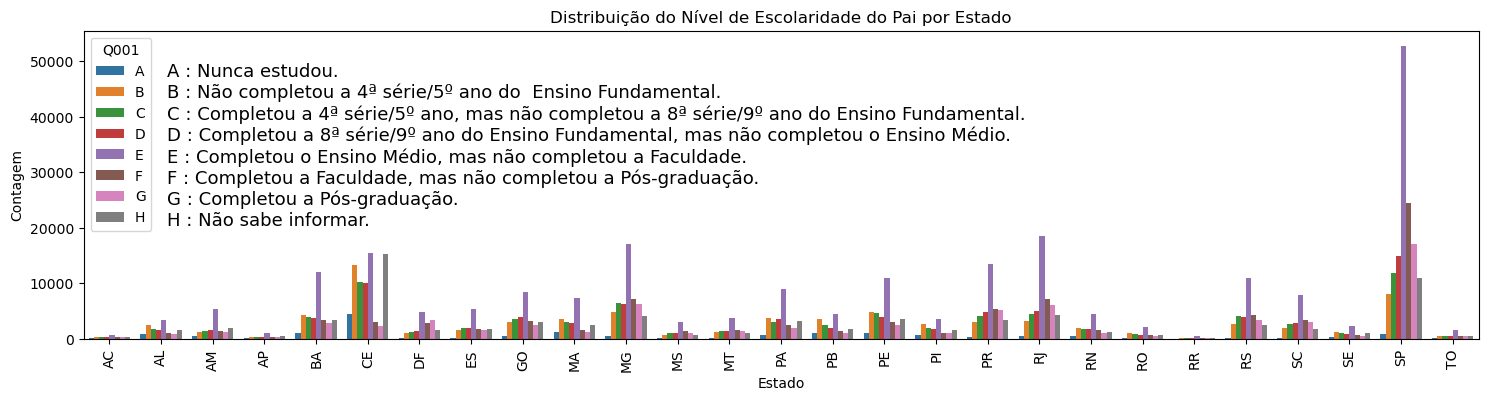 Distribuição do Nível de Escolaridade do Pai por Estado
Q001
A
B
C
D
E
F
G
H
A : Nunca estudou.
B : Não completou a 4ª série/5º ano do  Ensino Fundamental.
C : Completou a 4ª série/5º ano, mas não completou a 8ª série/9º ano do Ensino Fundamental.
D : Completou a 8ª série/9º ano do Ensino Fundamental, mas não completou o Ensino Médio.
E : Completou o Ensino Médio, mas não completou a Faculdade.
F : Completou a Faculdade, mas não completou a Pós-graduação.
G : Completou a Pós-graduação.
H : Não sabe informar.
Contagem
50000
40000
30000
20000
10000
0
AC AL AM AP BA CE DF ES GO MA MG MS MT PA PB PE PI PR RJ RN RO RR RS SC SE SP TO
Estado